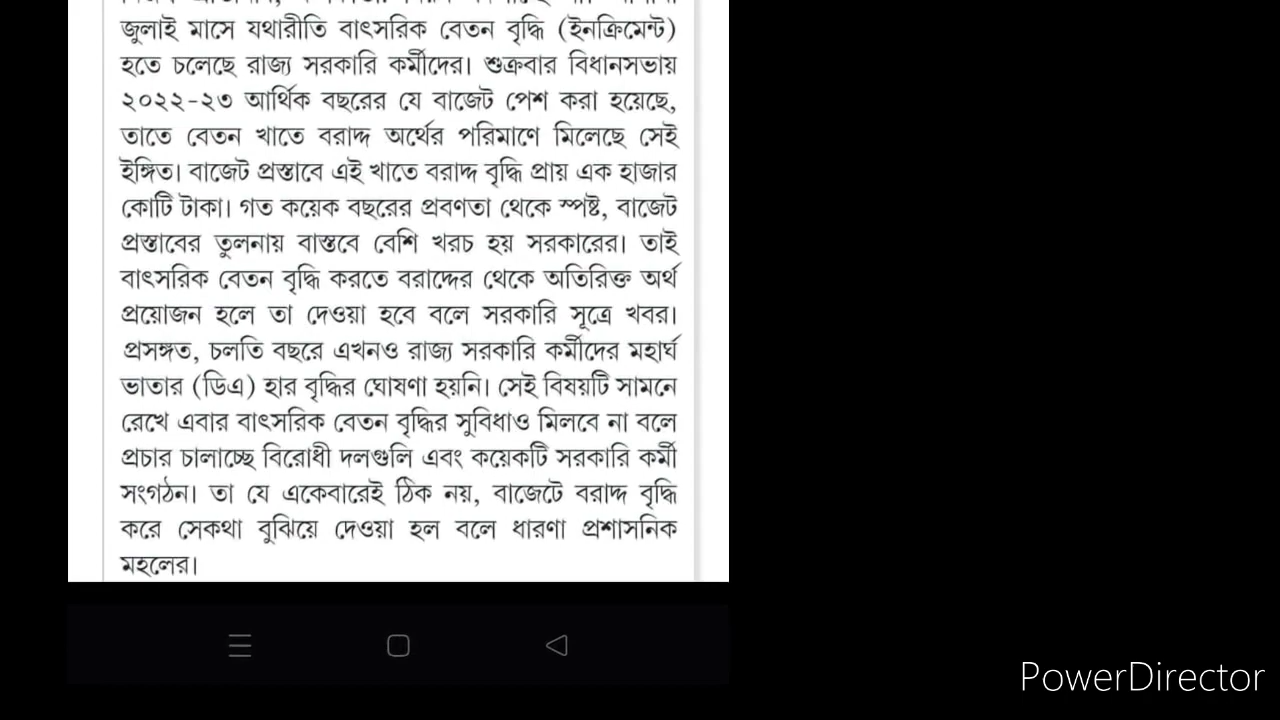 জুলাই মাসে যথারীতি বাৎসরিক বেতন বৃদ্ধি (ইনক্রিমেন্ট)
হতে চলেছে রাজ্য সরকারি কর্মীদের। শুক্রবার বিধানসভায়
২০২২-২৩ আর্থিক বছরের যে বাজেট পেশ করা হয়েছে,
তাতে বেতন খাতে বরাদ্দ অর্থের পরিমাণে মিলেছে সেই
ইঙ্গিত। বাজেট প্রস্তাবে এই খাতে বরাদ্দ বৃদ্ধি প্রায় এক হাজার
কোটি টাকা। গত কয়েক বছরের প্রবণতা থেকে স্পষ্ট, বাজেট
প্রস্তাবের তুলনায় বাস্তবে বেশি খরচ হয় সরকারের। তাই
বাৎসরিক বেতন বৃদ্ধি করতে বরাদ্দের থেকে অতিরিক্ত অর্থ
প্রয়োজন হলে তা দেওয়া হবে বলে সরকারি সূত্রে খবর।
প্রসঙ্গত, চলতি বছরে এখনও রাজ্য সরকারি কর্মীদের মহার্ঘ
ভাতার (ডিএ) হার বৃদ্ধির ঘোষণা হয়নি। সেই বিষয়টি সামনে
রেখে এবার বাৎসরিক বেতন বৃদ্ধির সুবিধাও মিলবে না বলে
প্রচার চালাচ্ছে বিরোধী দলগুলি এবং কয়েকটি সরকারি কর্মী
সংগঠন। তা যে একেবারেই ঠিক নয়, বাজেটে বরাদ্দ বৃদ্ধি
করে সেকথা বুঝিয়ে দেওয়া হল বলে ধারণা প্রশাসনিক
মহলের।
PowerDirector